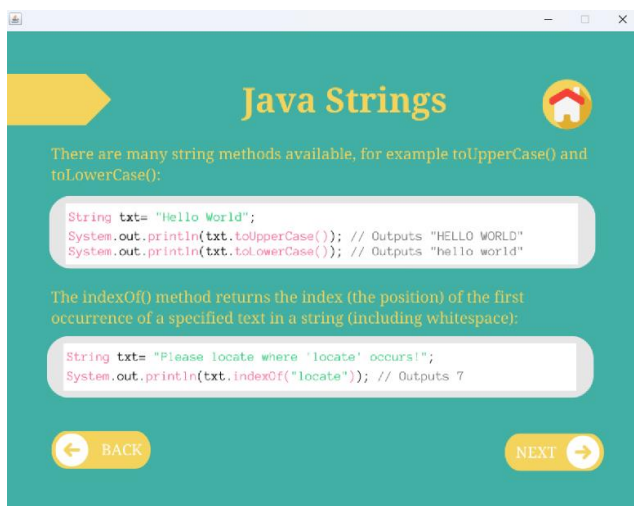 Java Strings
There are many string methods available, for example toUpperCase() and
toLowerCase():
String txt= "Hello World";
System.out.println(txt.toUpperCase()); // Outputs "HELLO WORLD"
System.out.println(txt.toLowerCase()); // Outputs "hello world"
The indexOf() method returns the index (the position) of the first
occurrence of a specified text in a string (including whitespace):
String txt= "Please locate where 'locate' occurs!";
System.out.println(txt.indexOf("locate")); // Outputs 7
BACK
NEXT